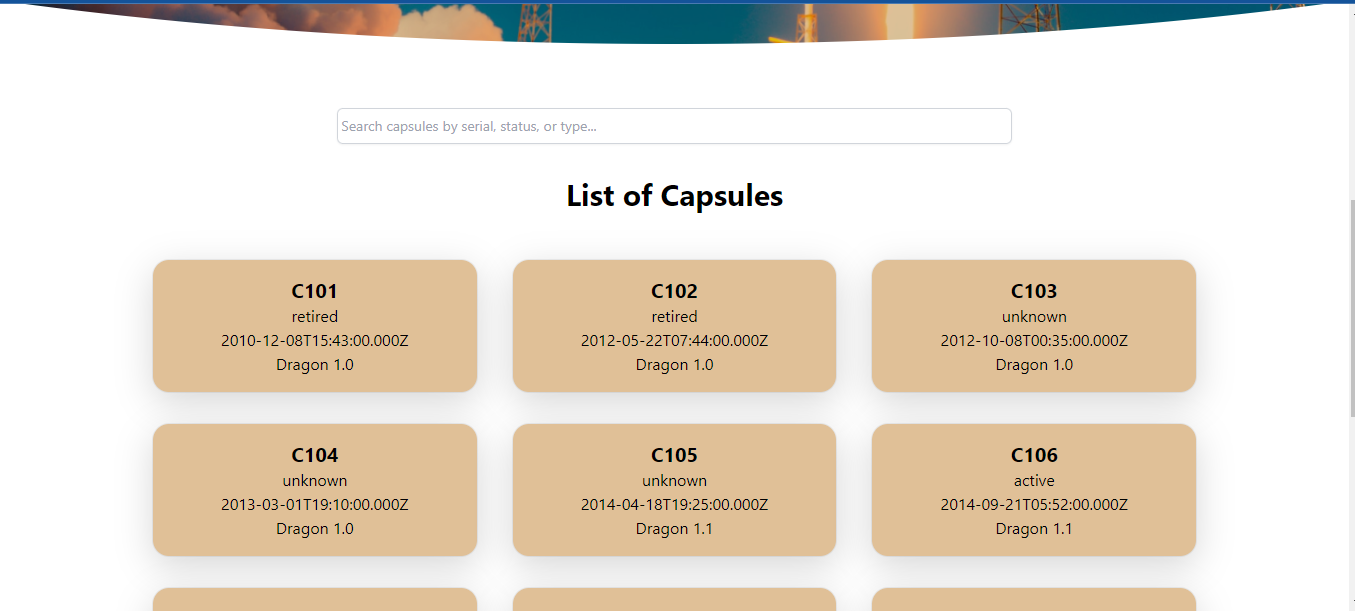 Search capsules by serial, status, or type...
List of Capsules
C101
retired
2010-12-08T15:43:00.000Z
Dragon 1.0
C102
retired
2012-05-22T07:44:00.000Z
Dragon 1.0
C103
unknown
2012-10-08T00:35:00.000Z
Dragon 1.0
C104
unknown
2013-03-01T19:10:00.000Z
Dragon 1.0
C105
unknown
2014-04-18T19:25:00.000Z
Dragon 1.1
C106
active
2014-09-21T05:52:00.000Z
Dragon 1.1